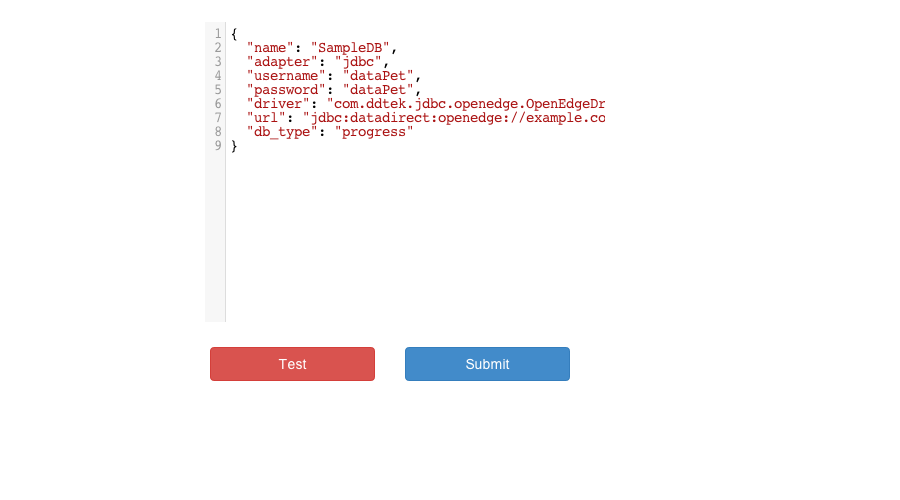 1 {
2 "name": "SampleDB",
3 "adapter": "jdbc",
4 "username": "dataPet",
5 "password": "dataPet",
6 "driver": "com.ddtek.jdbc.openedge.OpenEdgeDr
7 "url": "jdbc:datadirect:openedge://example.co
8 "db_type": "progress"
9 }
Test
Submit